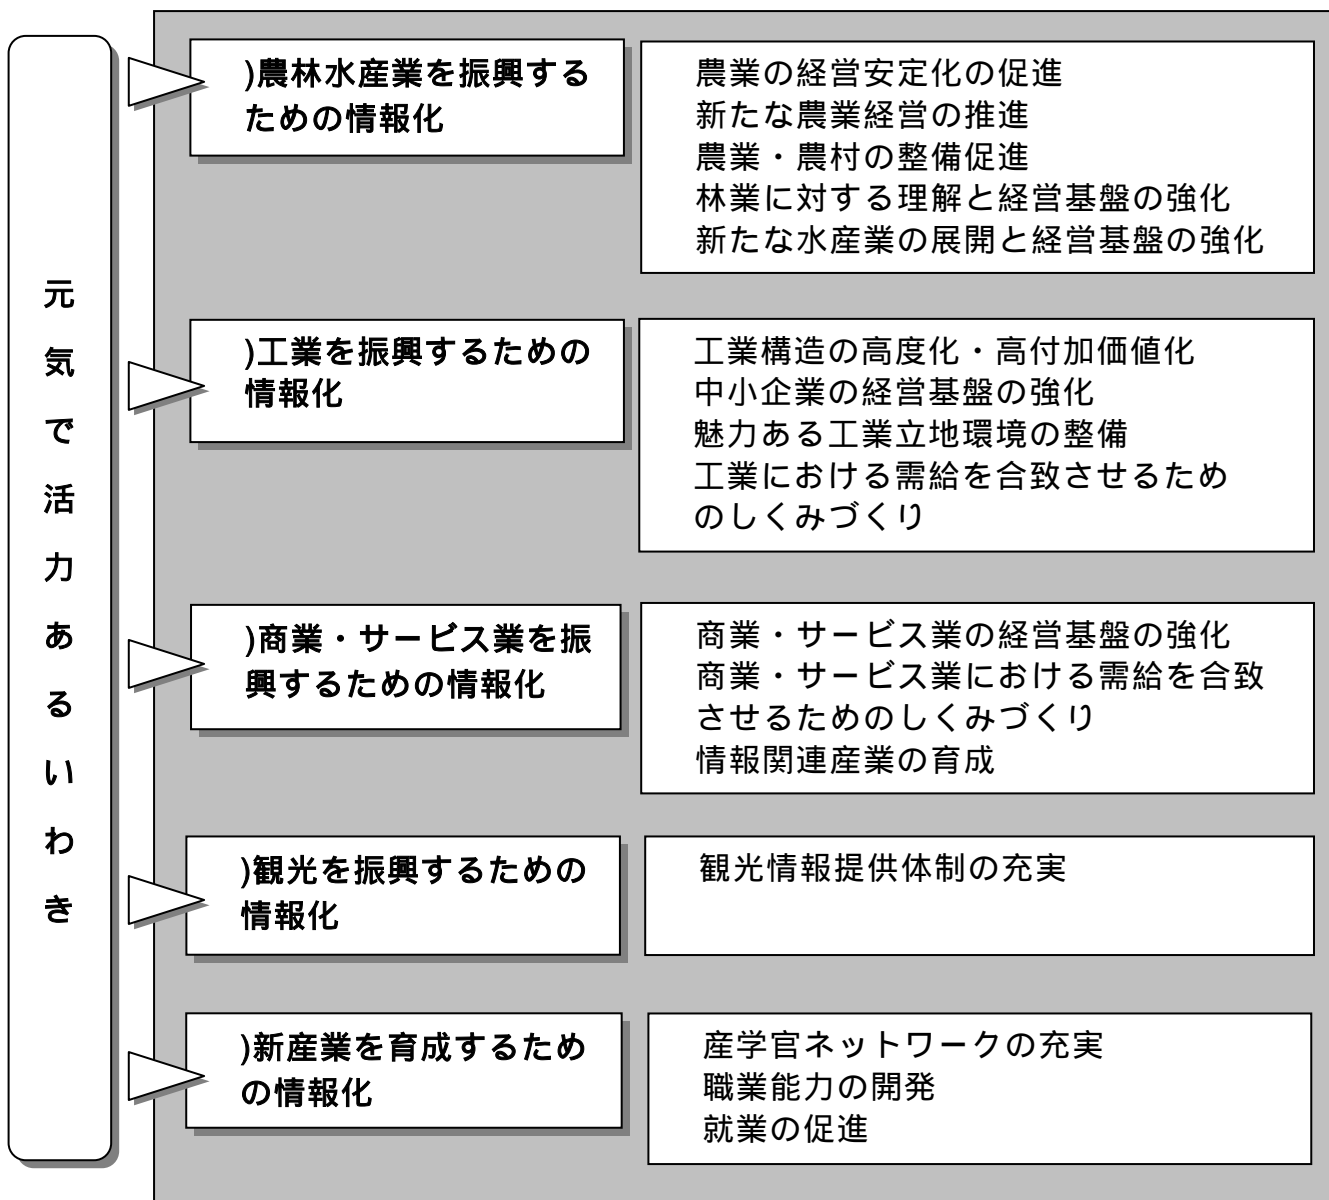 元気で活力あるいわき
)農林水産業を振興する
ための情報化
農業の経営安定化の促進
新たな農業経営の推進
農業・農村の整備促進
林業に対する理解と経営基盤の強化
新たな水産業の展開と経営基盤の強化
)工業を振興するための
情報化
工業構造の高度化・高付加価値化
中小企業の経営基盤の強化
魅力ある工業立地環境の整備
工業における需給を合致させるため
のしくみづくり
)商業・サービス業を振
興するための情報化
商業・サービス業の経営基盤の強化
商業・サービス業における需給を合致
させるためのしくみづくり
情報関連産業の育成
)観光を振興するための
情報化
観光情報提供体制の充実
)新産業を育成するため
の情報化
産学官ネットワークの充実
職業能力の開発
就業の促進